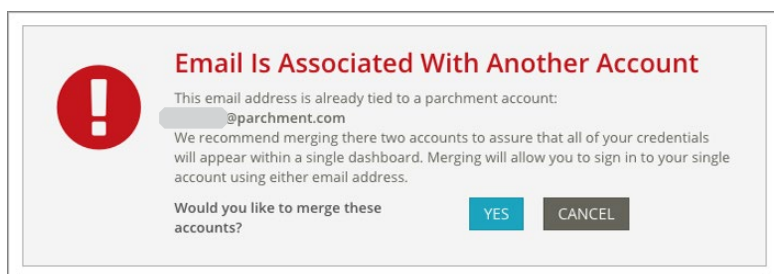 Email Is Associated With Another Account
This email address is already tied to a parchment account:
@parchment.com
We recommend merging there two accounts to assure that all of your credentials
will appear within a single dashboard. Merging will allow you to sign in to your single
account using either email address.
Would you like to merge these
accounts?
YES
CANCEL